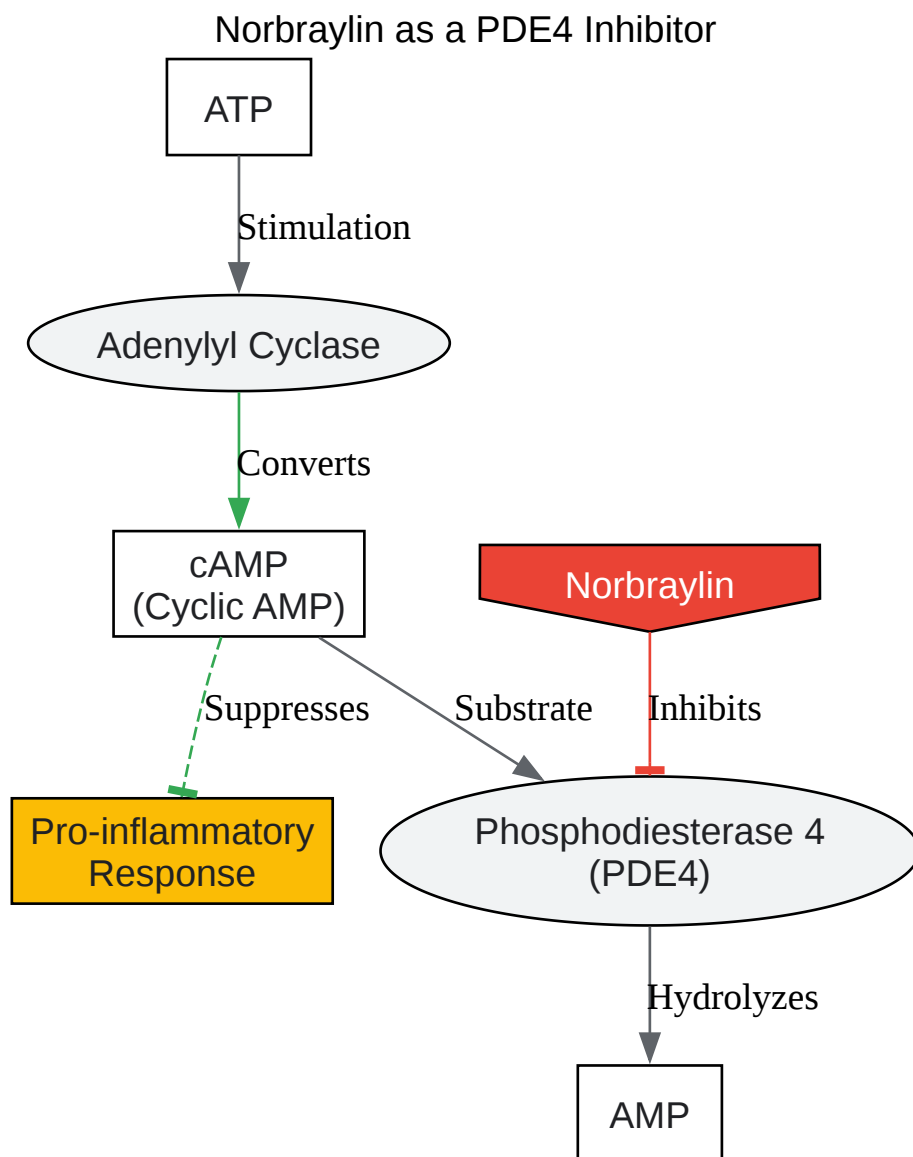 Norbraylin as a PDE4 Inhibitor
ATP
Stimulation
Adenylyl Cyclase
Converts
cAMP
(Cyclic AMP)
Norbraylin
Suppresses
Substrate
Inhibits
Pro-inflammatory
Response
Phosphodiesterase 4
(PDE4)
Hydrolyzes
AMP